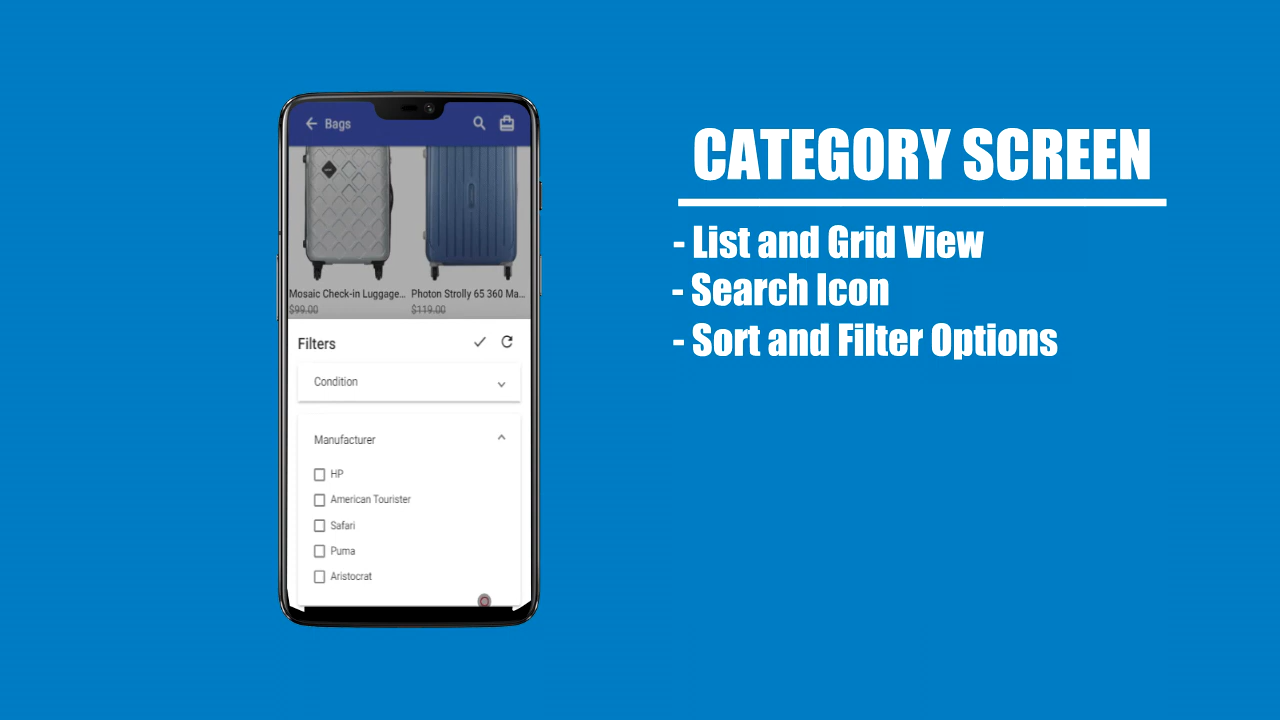 Bags
Mosaic Check-in Luggage... Photon Strolly 65 360 Ma...
$99.00 $119.00
Filters
Condition
Manufacturer
HP
American Tourister
Safari
Puma
Aristocrat
CATEGORY SCREEN
- List and Grid View
- Search Icon
- Sort and Filter Options